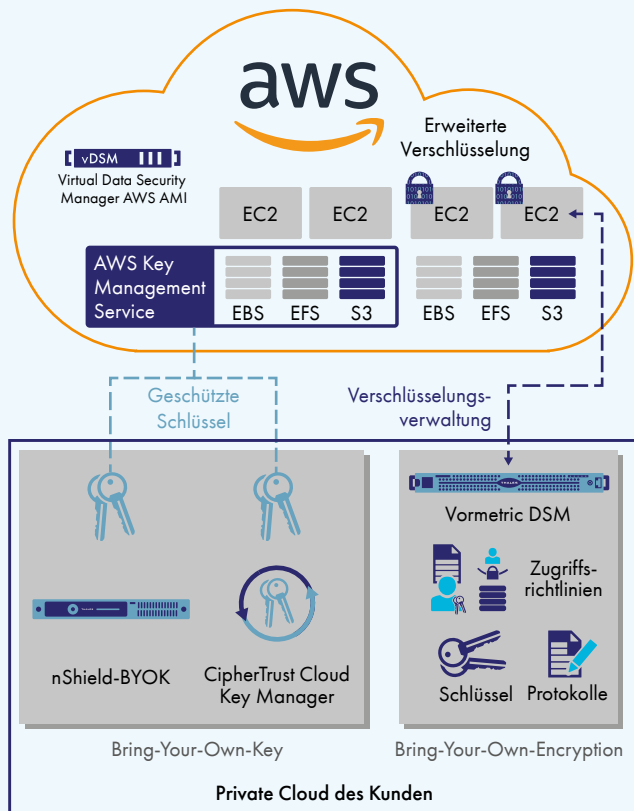 aws
Erweiterte
Verschlüsselung
vDSM
Virtual Data Security
Manager AWS AMI
EC2
EC2
EC2
EC2
AWS Key
Management
Service
EBS
EFS
S3
EBS
EFS
S3
Geschützte
Schlüssel
Verschlüsselungs-
verwaltung
nShield-BYOK
CipherTrust Cloud
Key Manager
Vormetric DSM
Zugriffs-
richtlinien
Schlüssel
Protokolle
Bring-Your-Own-Key
Bring-Your-Own-Encryption
Private Cloud des Kunden